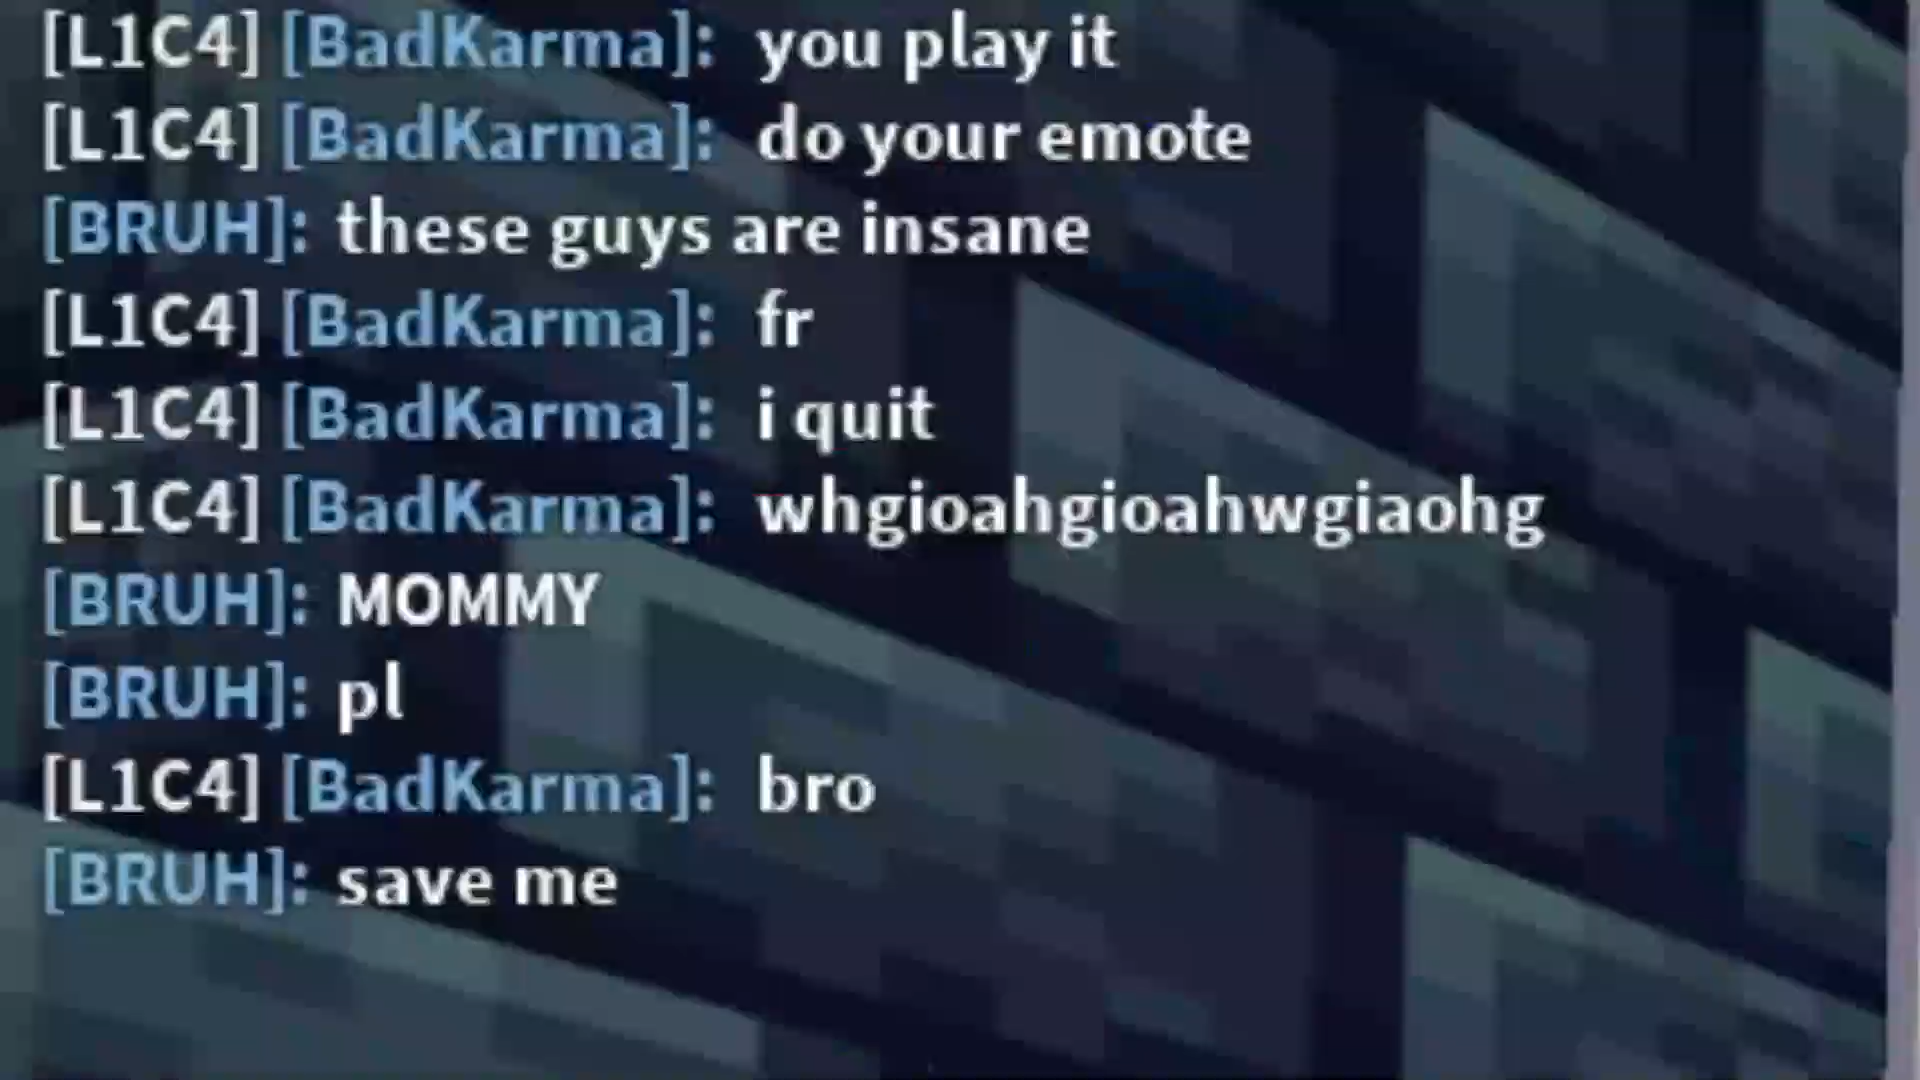 [L1C4] [BadKarma]: you play it
[L1C4] [BadKarma]: do your emote
[BRUH]: these guys are insane
[L1C4] [BadKarma]: fr
[L1C4] [BadKarma]: i quit
[L1C4] [BadKarma]: whgioahgioahwgiaohg
[BRUH]: MOMMY
[BRUH]: pl
[L1C4] [BadKarma]: bro
[BRUH]: save me